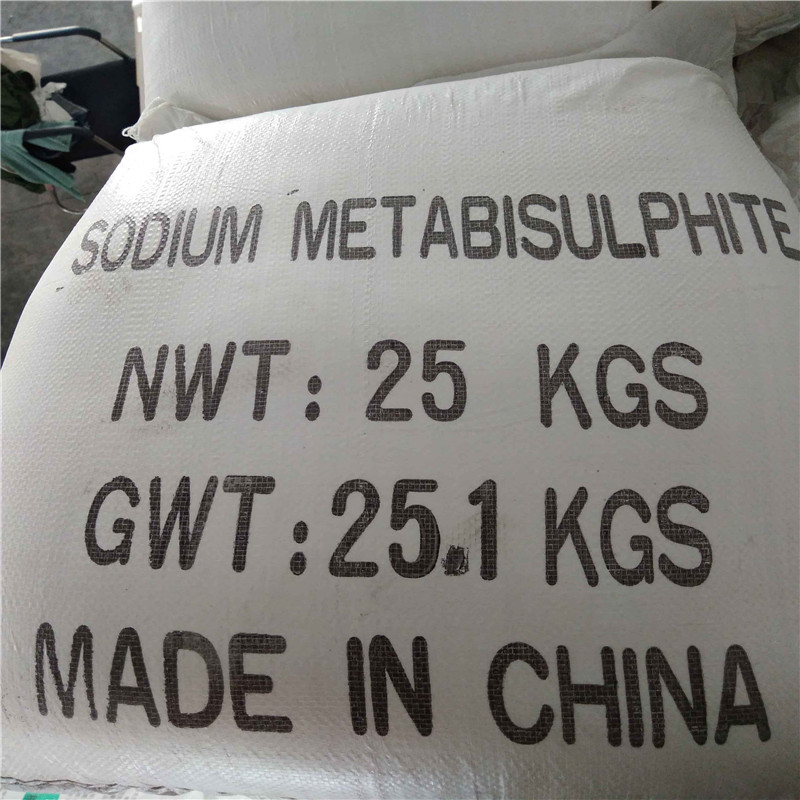 SODIUM METABISULPHITE
NWT: 25 KGS
GWT: 25.1 KGS
MADE IN CHINA